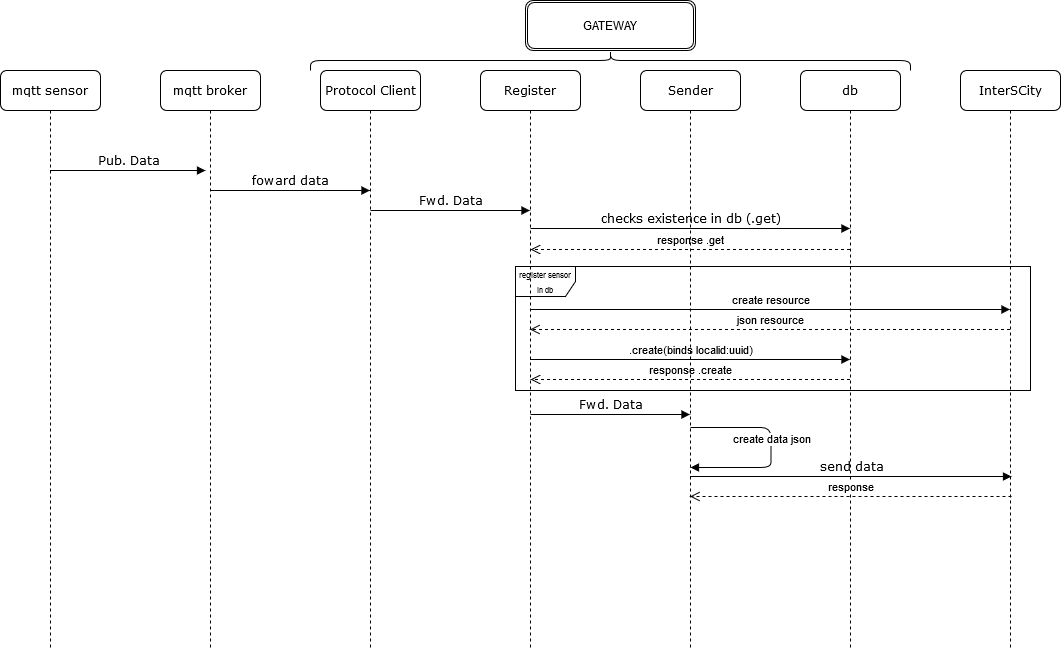 GATEWAY
mqtt sensor
mqtt broker
Protocol Client
Register
Sender
db
InterSCity
Pub. Data
foward data
Fwd. Data
checks existence in db (.get)
response .get
register sensor
in db
create resource
json resource
.create(binds localid:uuid)
response .create
Fwd. Data
create data json
send data
response